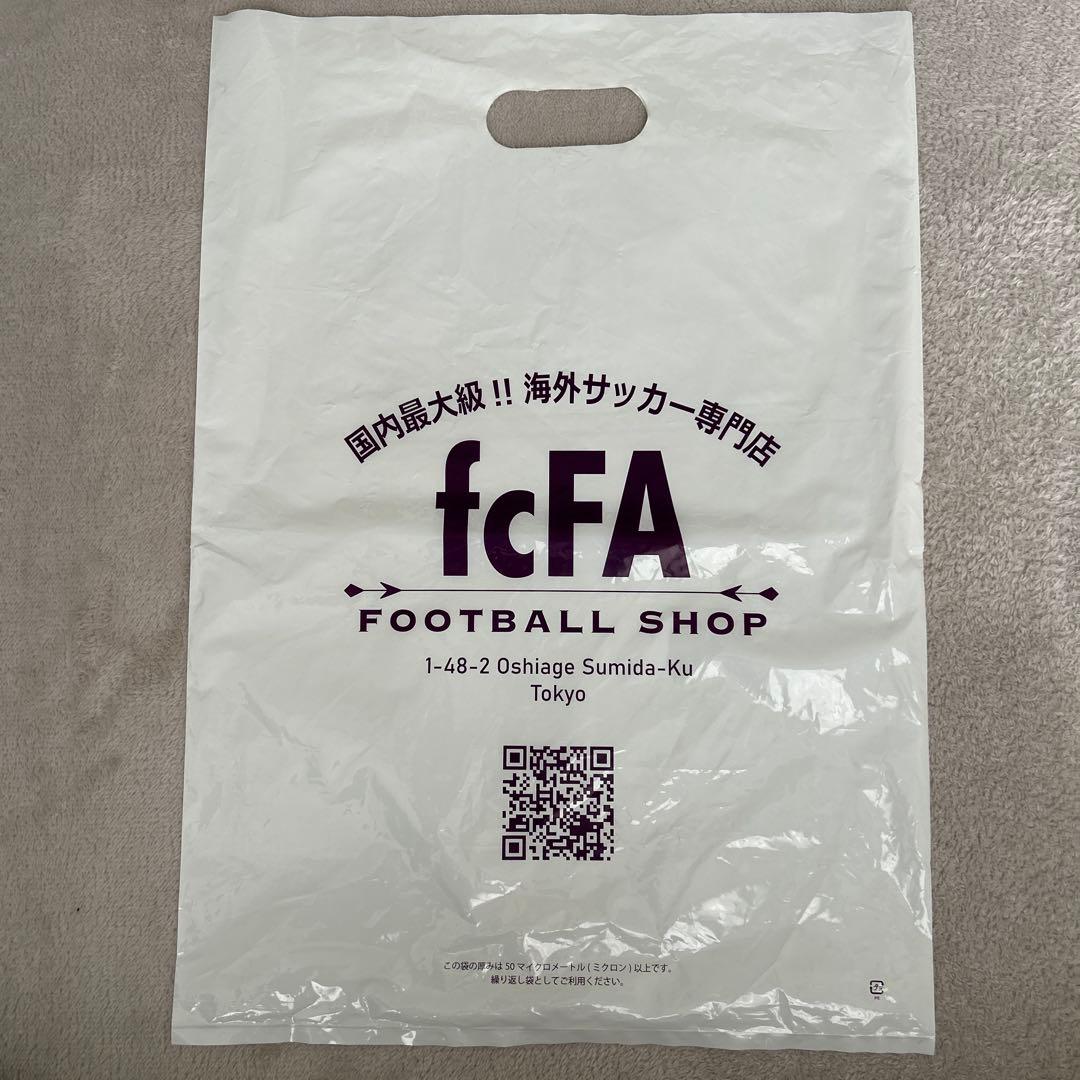 国内最大級!! 海外サッカー専門店
fcFA
FOOTBALL SHOP
1-48-2 Oshiage Sumida-Ku
Tokyo
この袋の厚みは50マイクロメートル(ミクロン)以上です。
繰り返し袋としてご利用ください。
プラ
PE